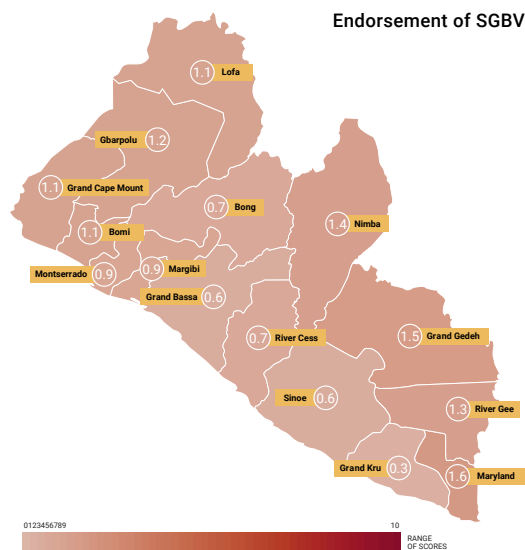 Endorsement of SGBV
1.1 Lofa
Gbarpolu 1.2
1.1 Grand Cape Mount
0.7 Bong
1.4 Nimba
1.1 Bomi
Montserrado 0.9
0.9 Margibi
Grand Bassa 0.6
0.7 River Cess
1.5 Grand Gedeh
Sinoe 0.6
1.3 River Gee
Grand Kru 0.3
1.6 Maryland
0123456789 10
RANGE
OF SCORES